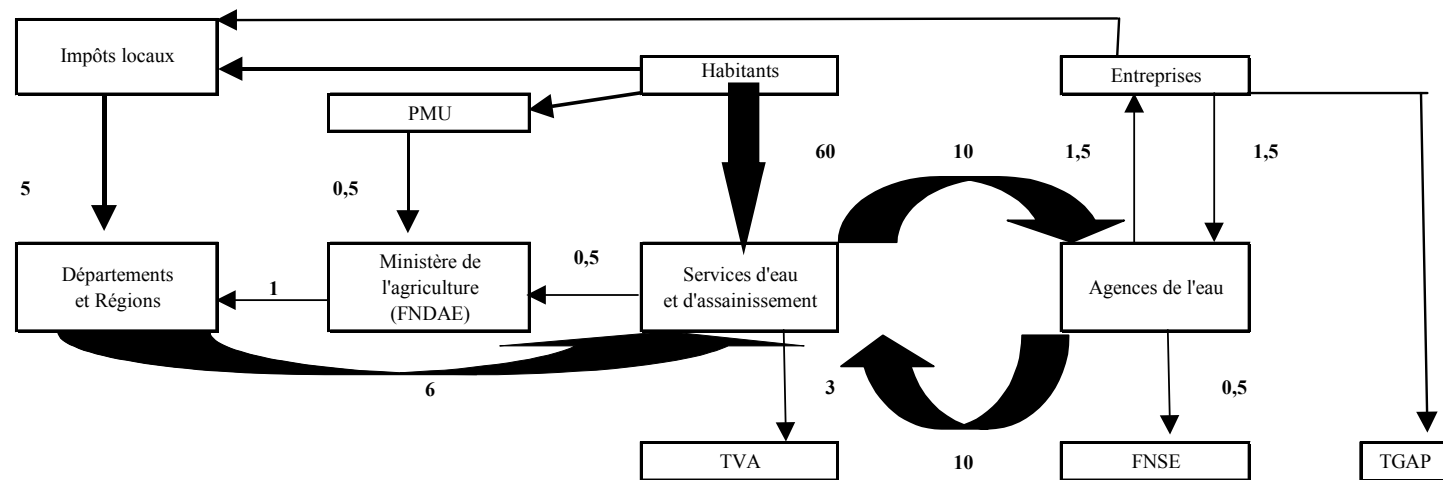 Impôts locaux
Habitants
Entreprises
PMU
60
10
1,5
1,5
5
0,5
Départements
et Régions
1
Ministère de
l'agriculture
(FNDAE)
0,5
Services d'eau
et d'assainissement
Agences de l'eau
6
3
0,5
TVA
10
FNSE
TGAP